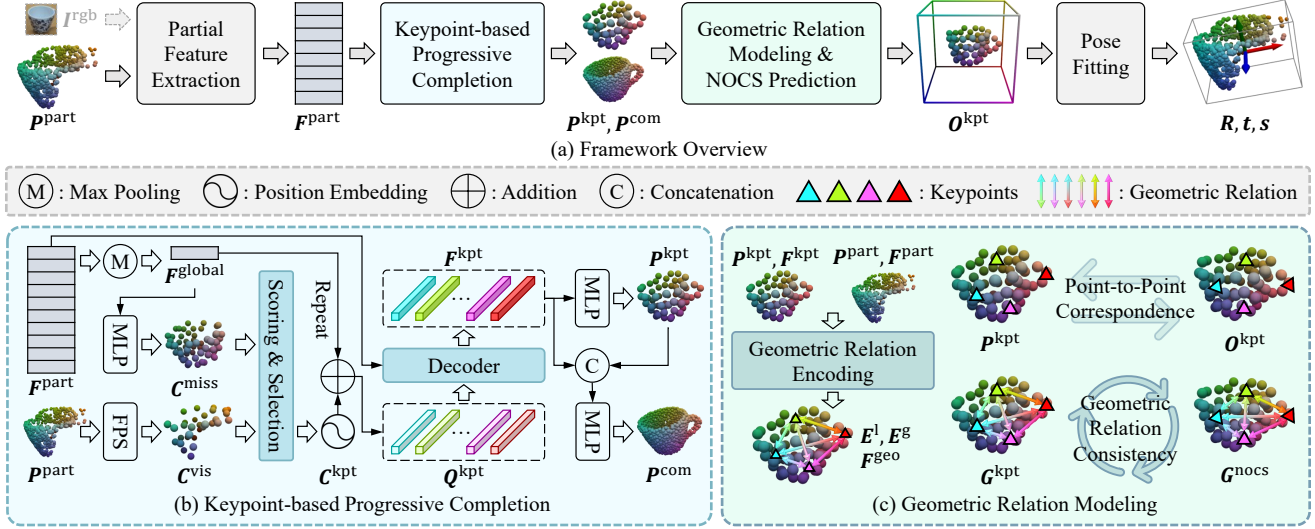 I^rgb
P^part
Partial
Feature
Extraction
F^part
Keypoint-based
Progressive
Completion
P^kpt, P^com
Geometric Relation
Modeling &
NOCS Prediction
O^kpt
Pose
Fitting
R, t, s
(a) Framework Overview
M : Max Pooling
: Position Embedding
: Addition
C : Concatenation
: Keypoints
: Geometric Relation
F^part
M
F^global
MLP
C^miss
P^part
FPS
C^vis
Scoring & Selection
C^kpt
Repeat
F^kpt
Decoder
Q^kpt
MLP
P^kpt
C
MLP
P^com
(b) Keypoint-based Progressive Completion
P^kpt, F^kpt
P^part, F^part
Geometric Relation
Encoding
E^l, E^g
F^geo
P^kpt
Point-to-Point
Correspondence
O^kpt
G^kpt
Geometric
Relation
Consistency
G^nocs
(c) Geometric Relation Modeling